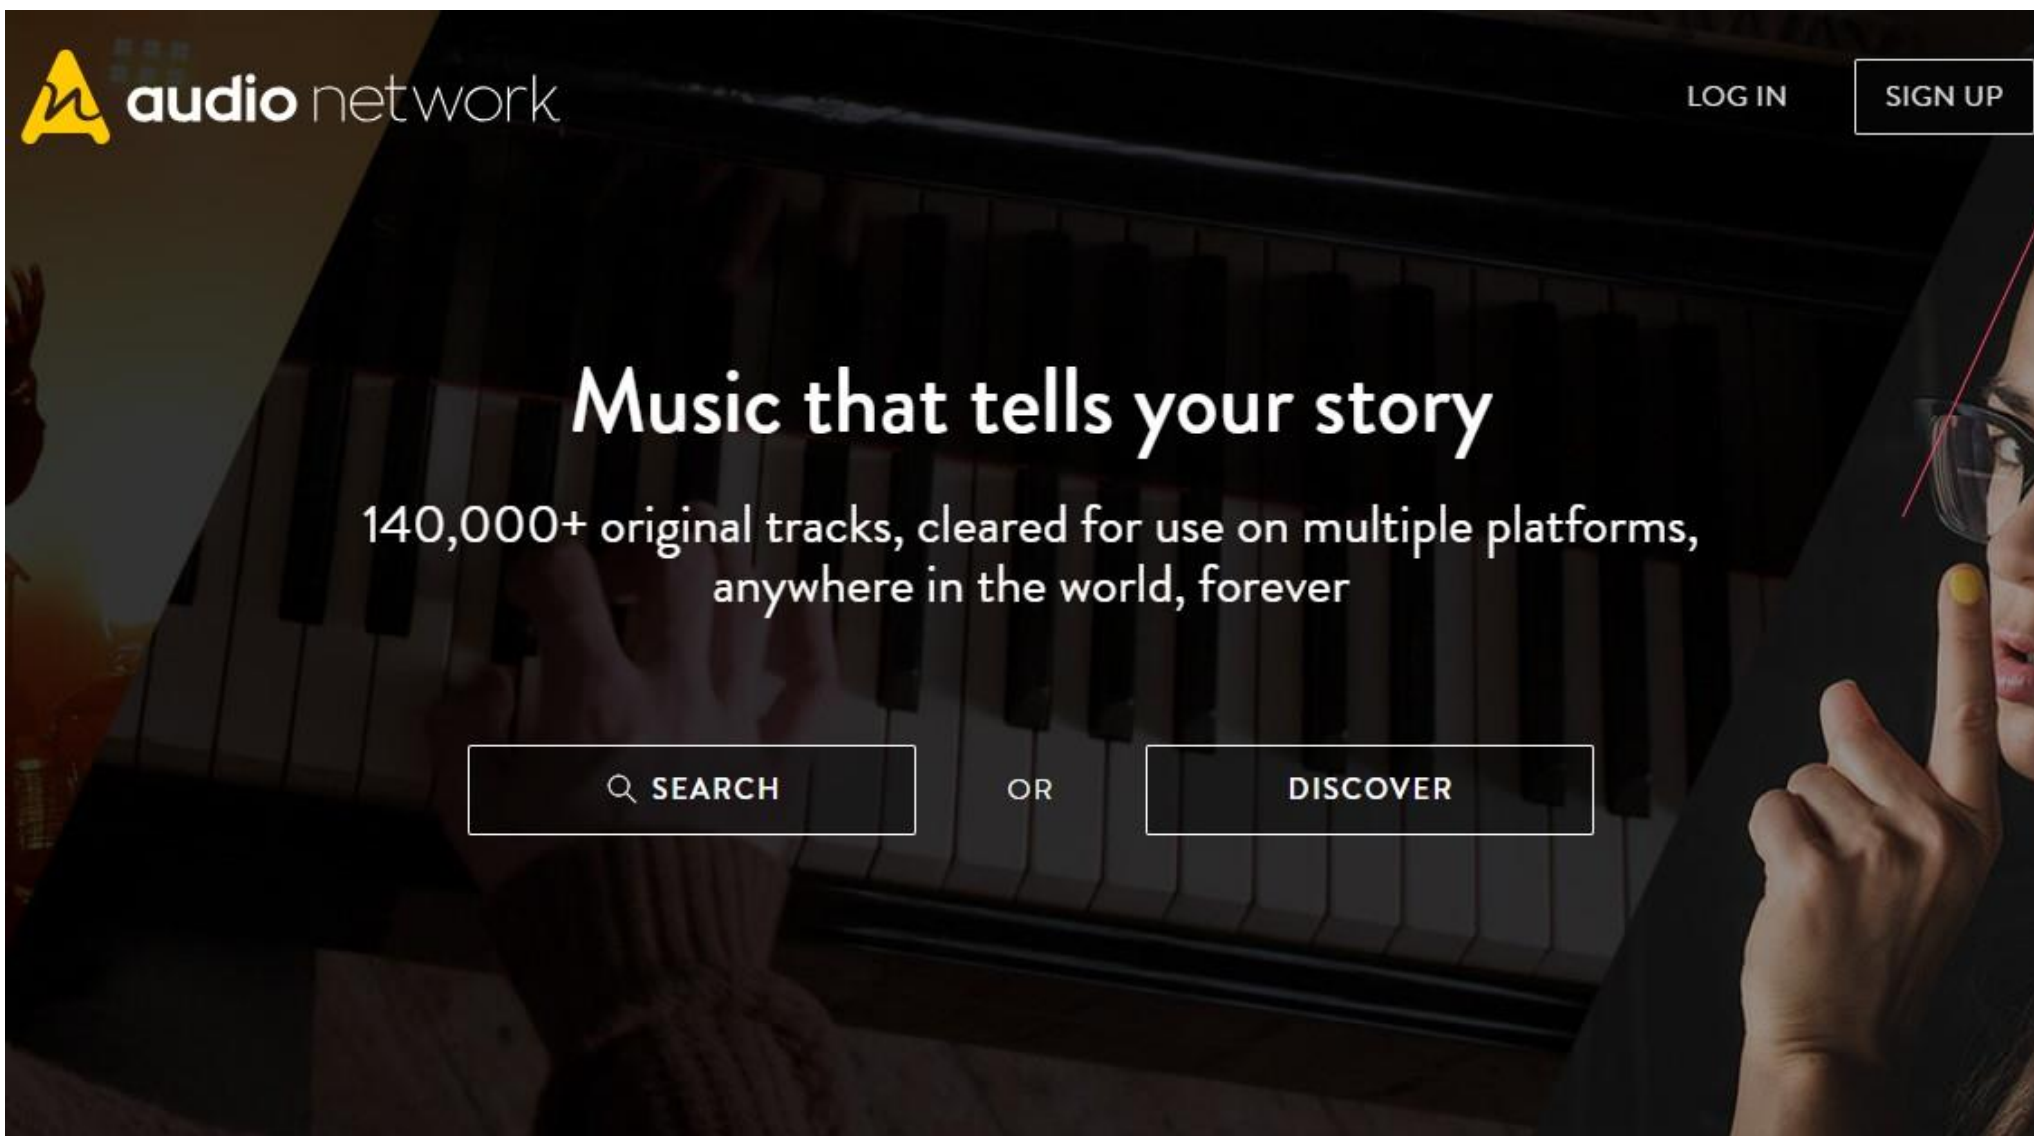 audio network
LOG IN
SIGN UP
Music that tells your story
140,000+ original tracks, cleared for use on multiple platforms,
anywhere in the world, forever
SEARCH
OR
DISCOVER